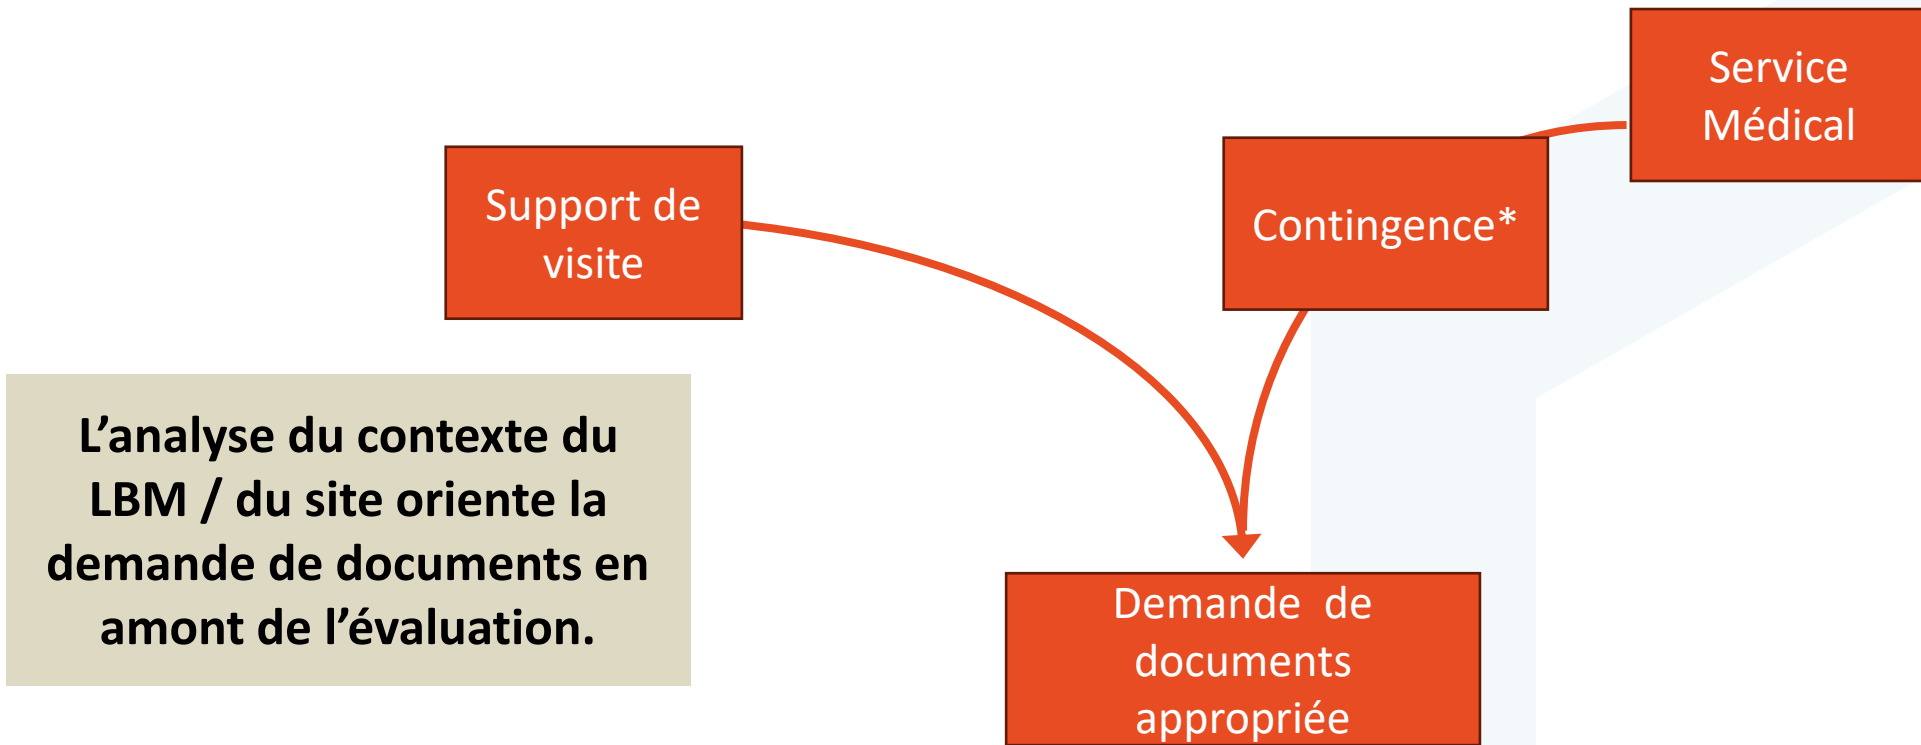 Service
Médical
Support de
visite
Contingence*
L’analyse du contexte du
LBM / du site oriente la
demande de documents en
amont de l’évaluation.
Demande de
documents
appropriée